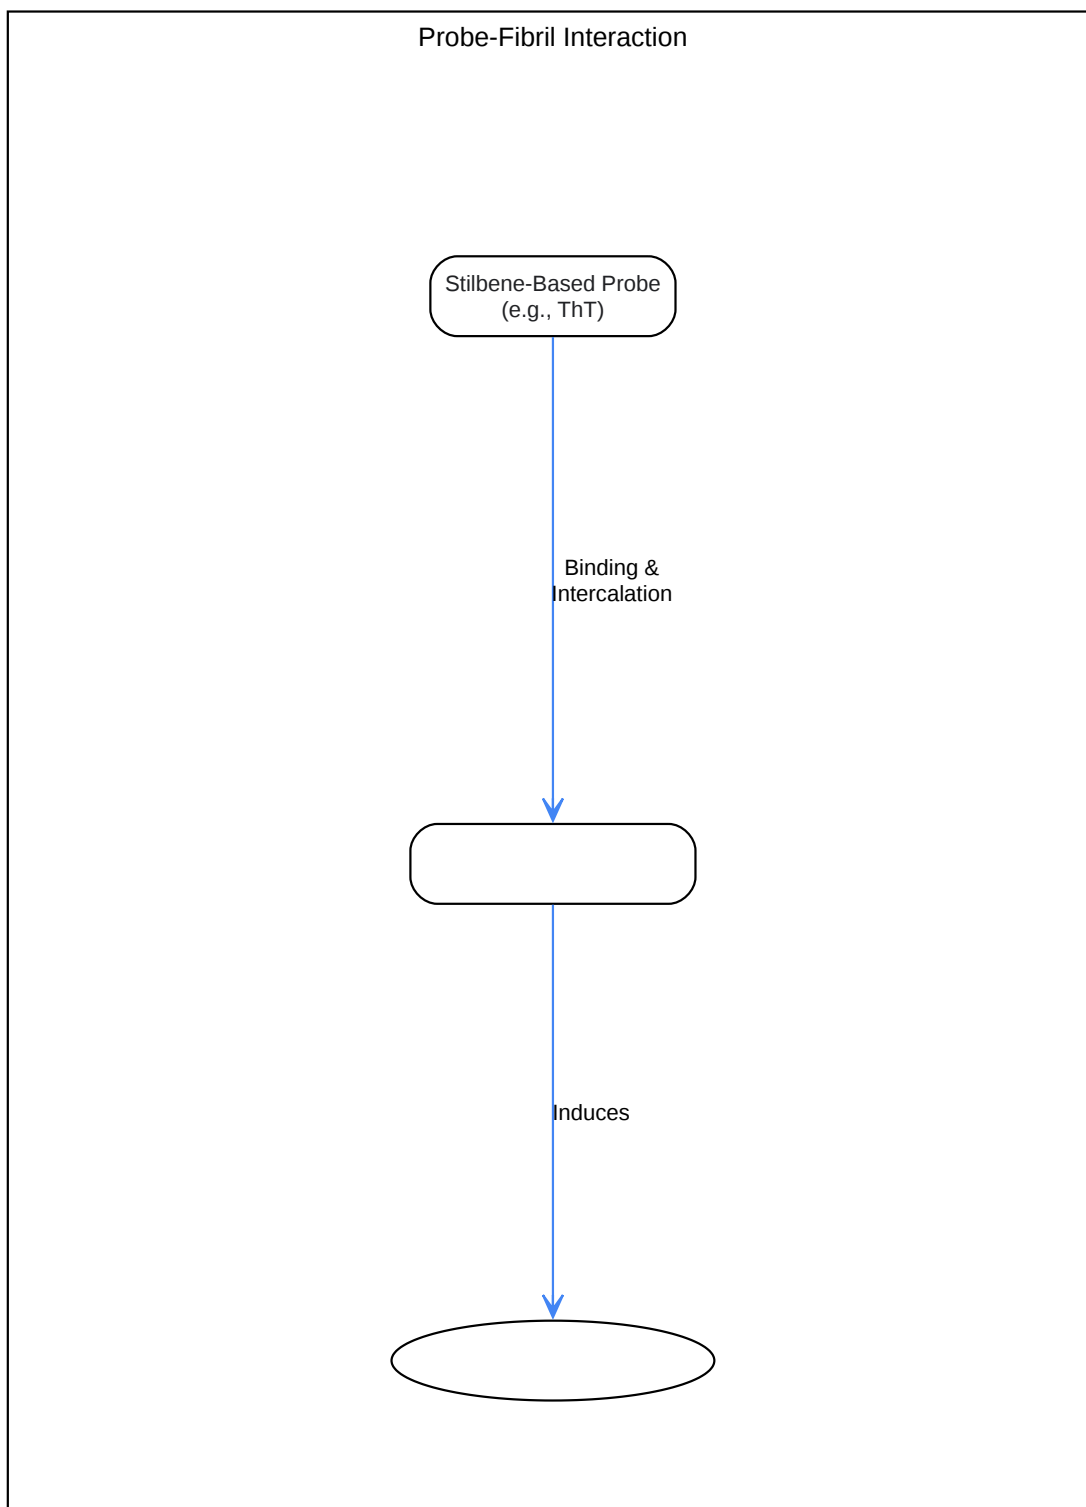 Probe-Fibril Interaction
Stilbene-Based Probe
(e.g., ThT)
Binding &
Intercalation
Induces